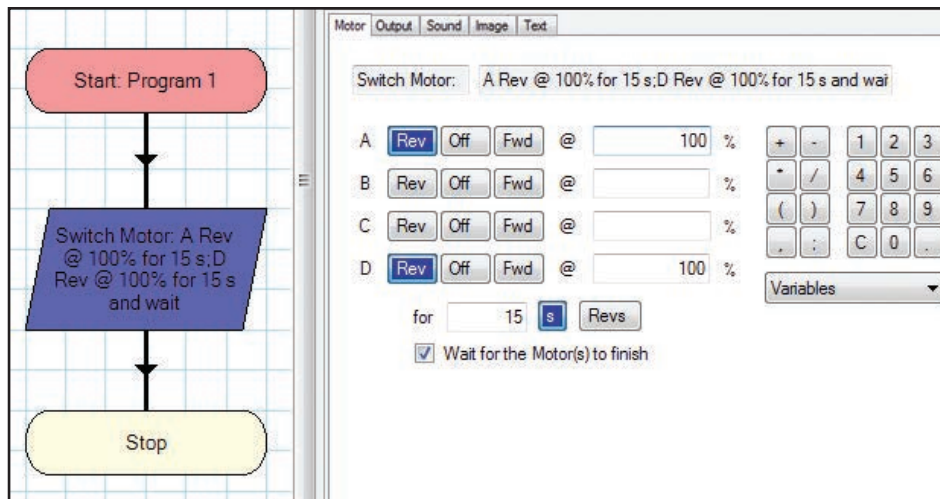 Start: Program 1
Switch Motor: A Rev
@ 100% for 15 s;D
Rev @ 100% for 15 s
and wait
Stop
Motor Output Sound Image Text
Switch Motor: A Rev @ 100% for 15 s;D Rev @ 100% for 15 s and wait
A Rev Off Fwd @ 100 %
B Rev Off Fwd @ %
C Rev Off Fwd @ %
D Rev Off Fwd @ 100 %
for 15 s Revs
Wait for the Motor(s) to finish
+ - 1 2 3
* / 4 5 6
( ) 7 8 9
, ; C 0 .
Variables